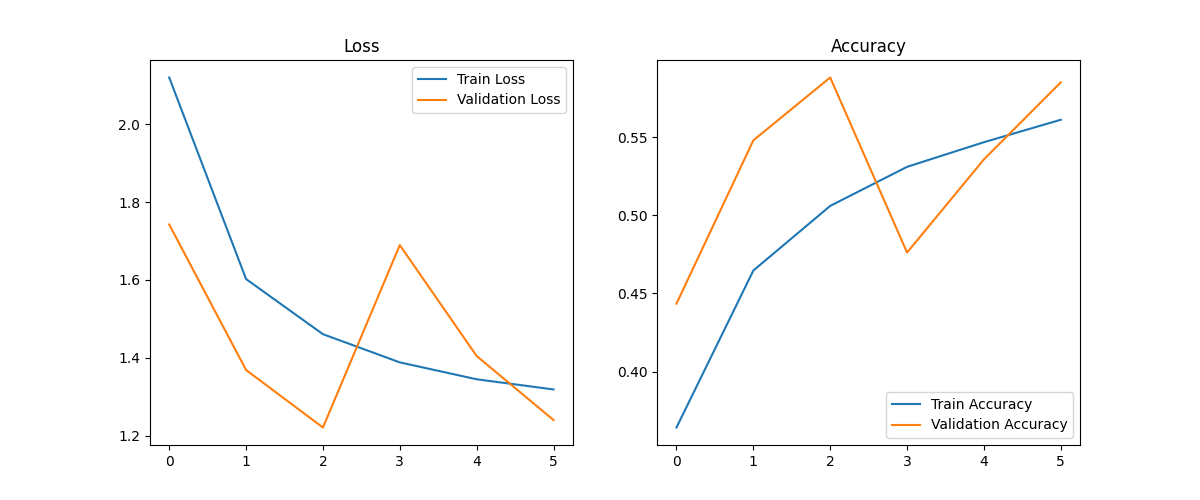 Loss
Train Loss
Validation Loss
2.0
1.8
1.6
1.4
1.2
0 1 2 3 4 5
Accuracy
0.55
0.50
0.45
0.40
Train Accuracy
Validation Accuracy
0 1 2 3 4 5